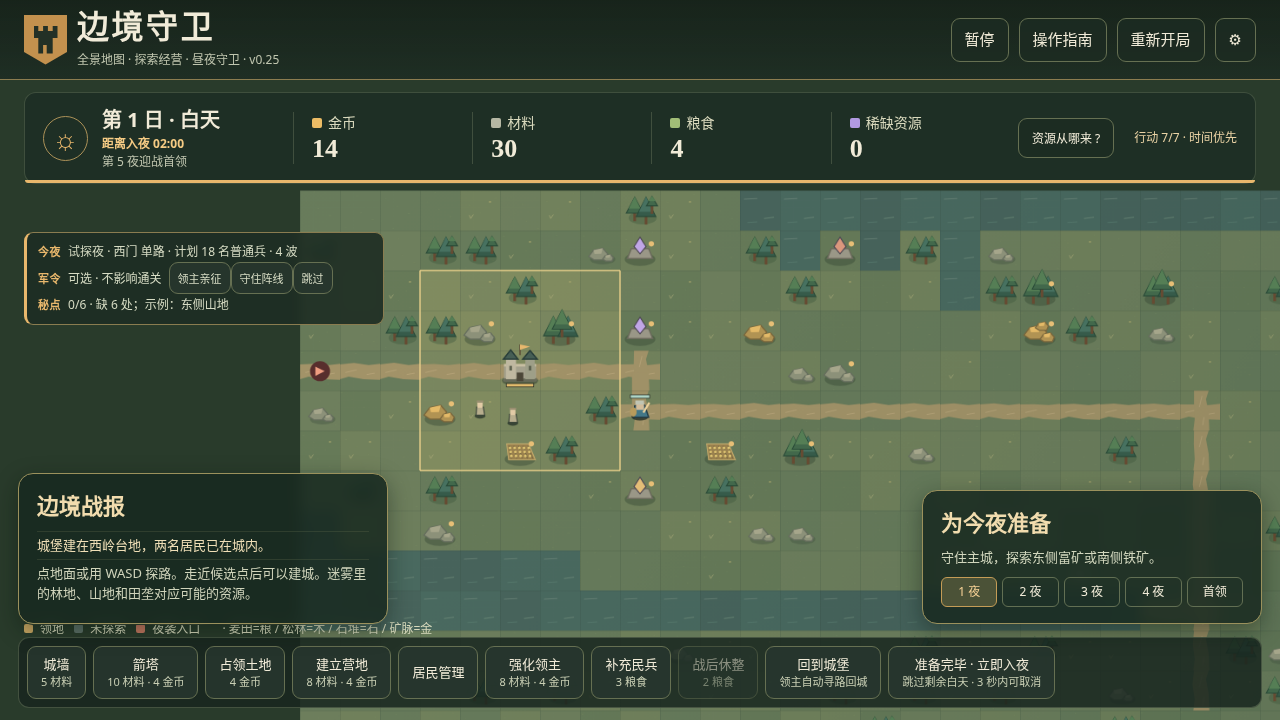 边境守卫
全景地图 · 探索经营 · 昼夜守卫 · v0.25
暂停
操作指南
重新开局
第 1 日 · 白天
距离入夜 02:00
第 5 夜迎战首领
金币
14
材料
30
粮食
4
稀缺资源
0
资源从哪来？
行动 7/7 · 时间优先
今夜 试探夜 · 西门 单路 · 计划 18 名普通兵 · 4 波
军令 可选 · 不影响通关 领主亲征 守住阵线 跳过
秘点 0/6 · 缺 6 处；示例：东侧山地
边境战报
城堡建在西岭台地，两名居民已在城内。
点地面或用 WASD 探路。走近候选点后可以建城。迷雾里
的林地、山地和田垄对应可能的资源。
为今夜准备
守住主城，探索东侧富矿或南侧铁矿。
1 夜
2 夜
3 夜
4 夜
首领
领地 未探索 夜袭入口 · 麦田=粮 / 松林=木 / 石堆=石 / 矿脉=金
城墙
5 材料
箭塔
10 材料 · 4 金币
占领土地
4 金币
建立营地
8 材料 · 4 金币
居民管理
强化领主
8 材料 · 4 金币
补充民兵
3 粮食
战后休整
2 粮食
回到城堡
领主自动寻路回城
准备完毕 · 立即入夜
跳过剩余白天 · 3 秒内可取消